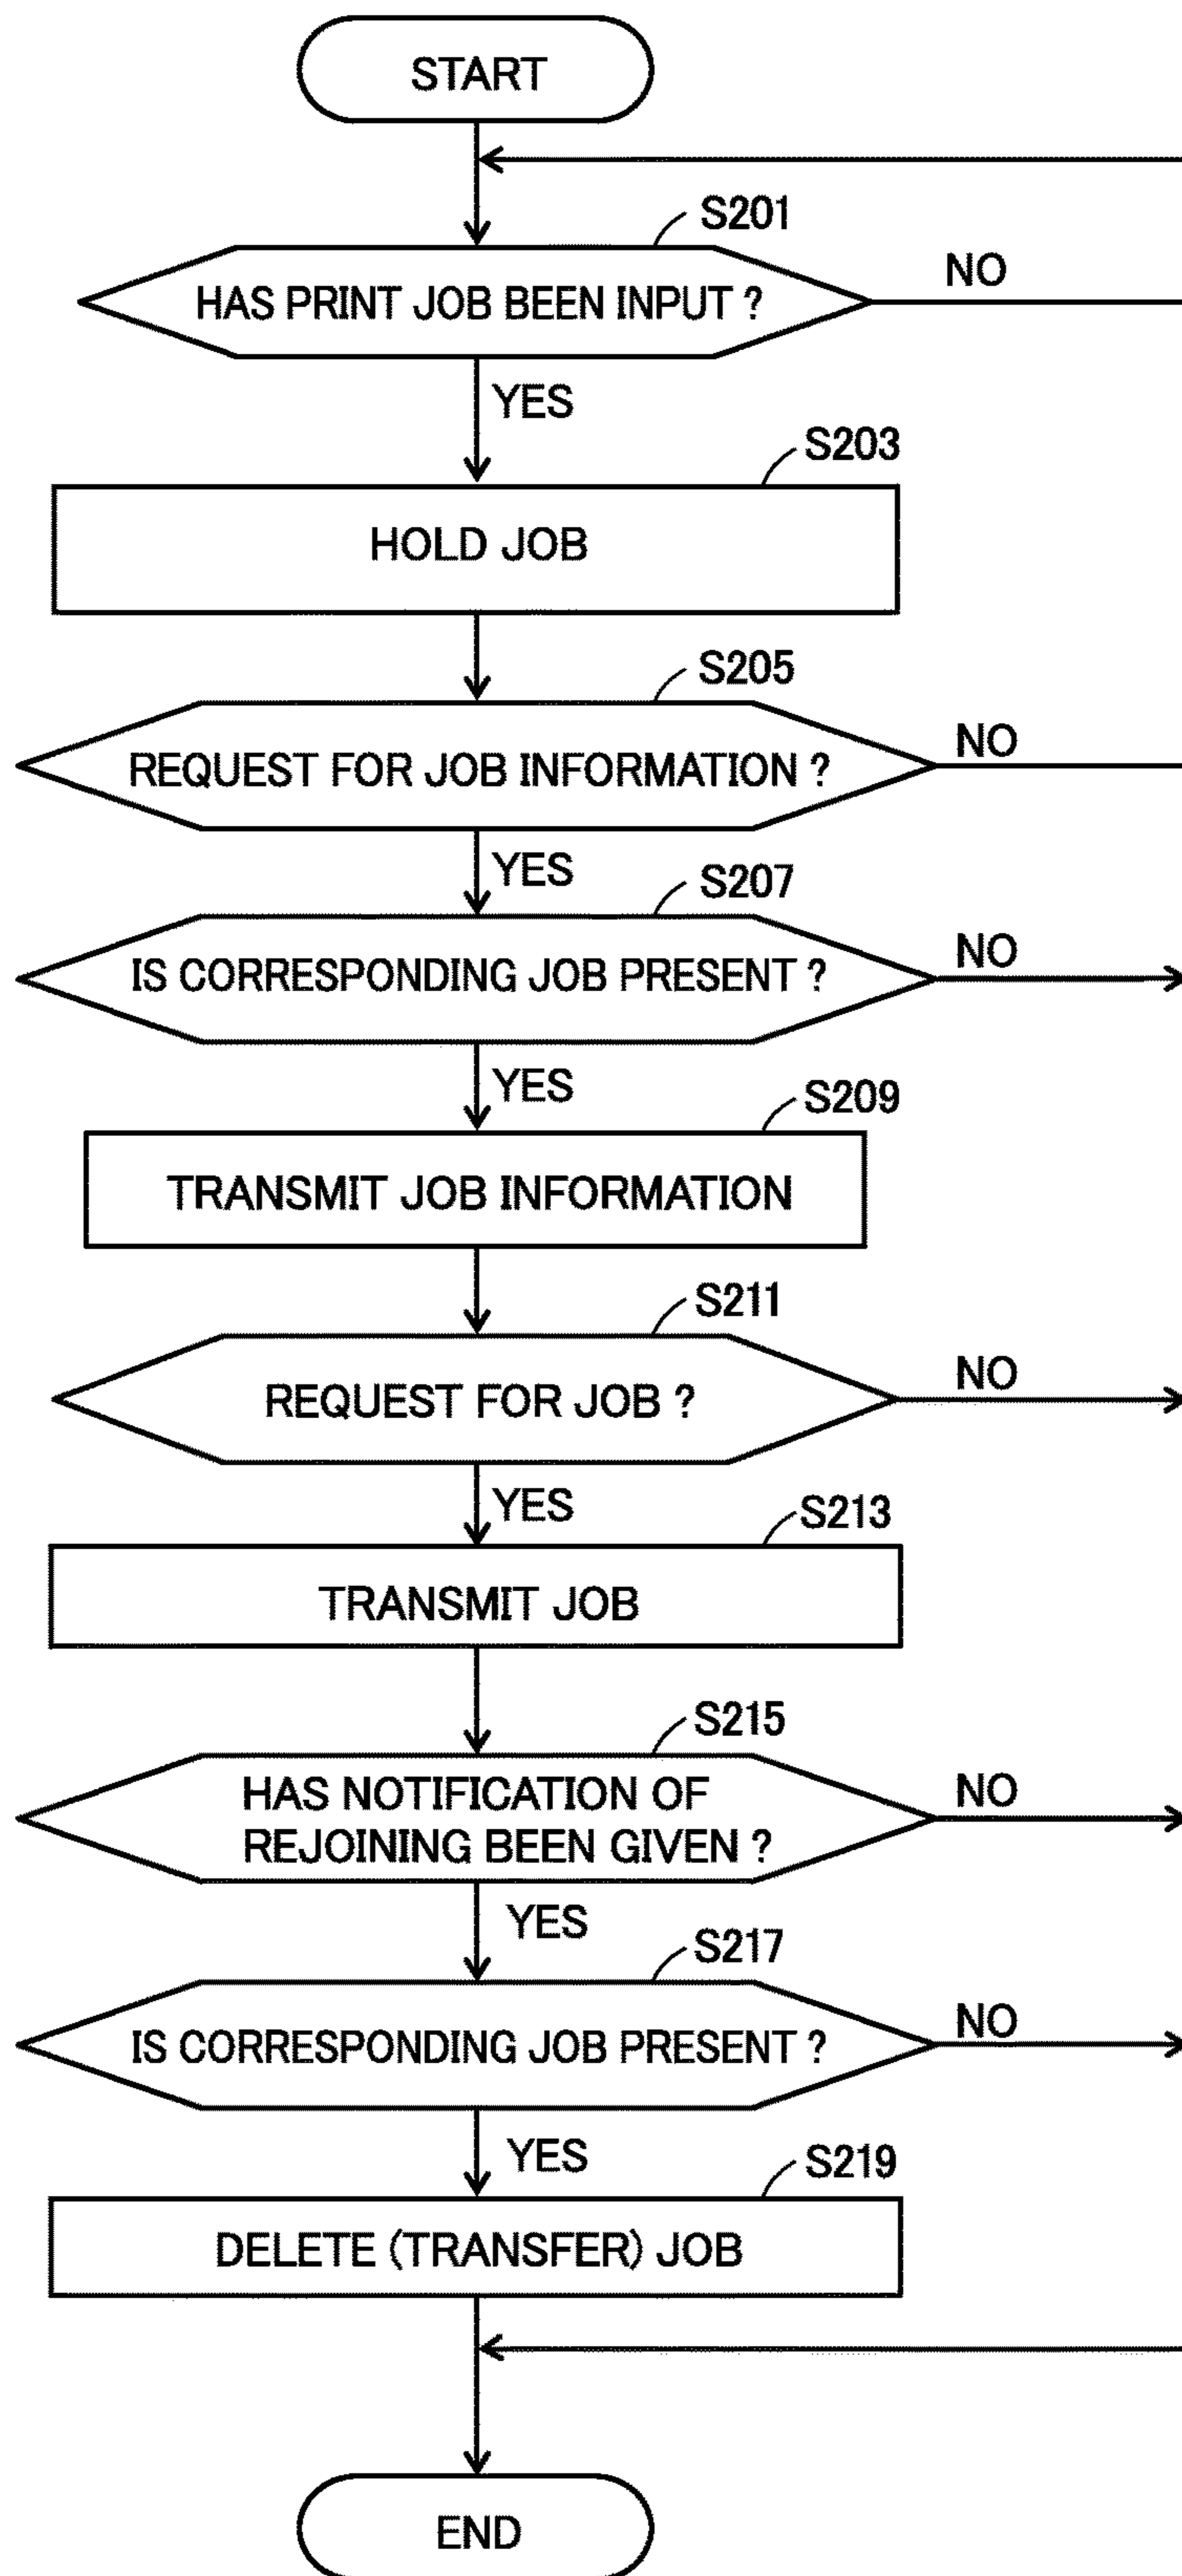 START
S201
HAS PRINT JOB BEEN INPUT ?
NO
YES
S203
HOLD JOB
S205
REQUEST FOR JOB INFORMATION ?
NO
YES
S207
IS CORRESPONDING JOB PRESENT ?
NO
YES
S209
TRANSMIT JOB INFORMATION
S211
REQUEST FOR JOB ?
NO
YES
S213
TRANSMIT JOB
S215
HAS NOTIFICATION OF
REJOINING BEEN GIVEN ?
NO
YES
S217
IS CORRESPONDING JOB PRESENT ?
NO
YES
S219
DELETE (TRANSFER) JOB
END